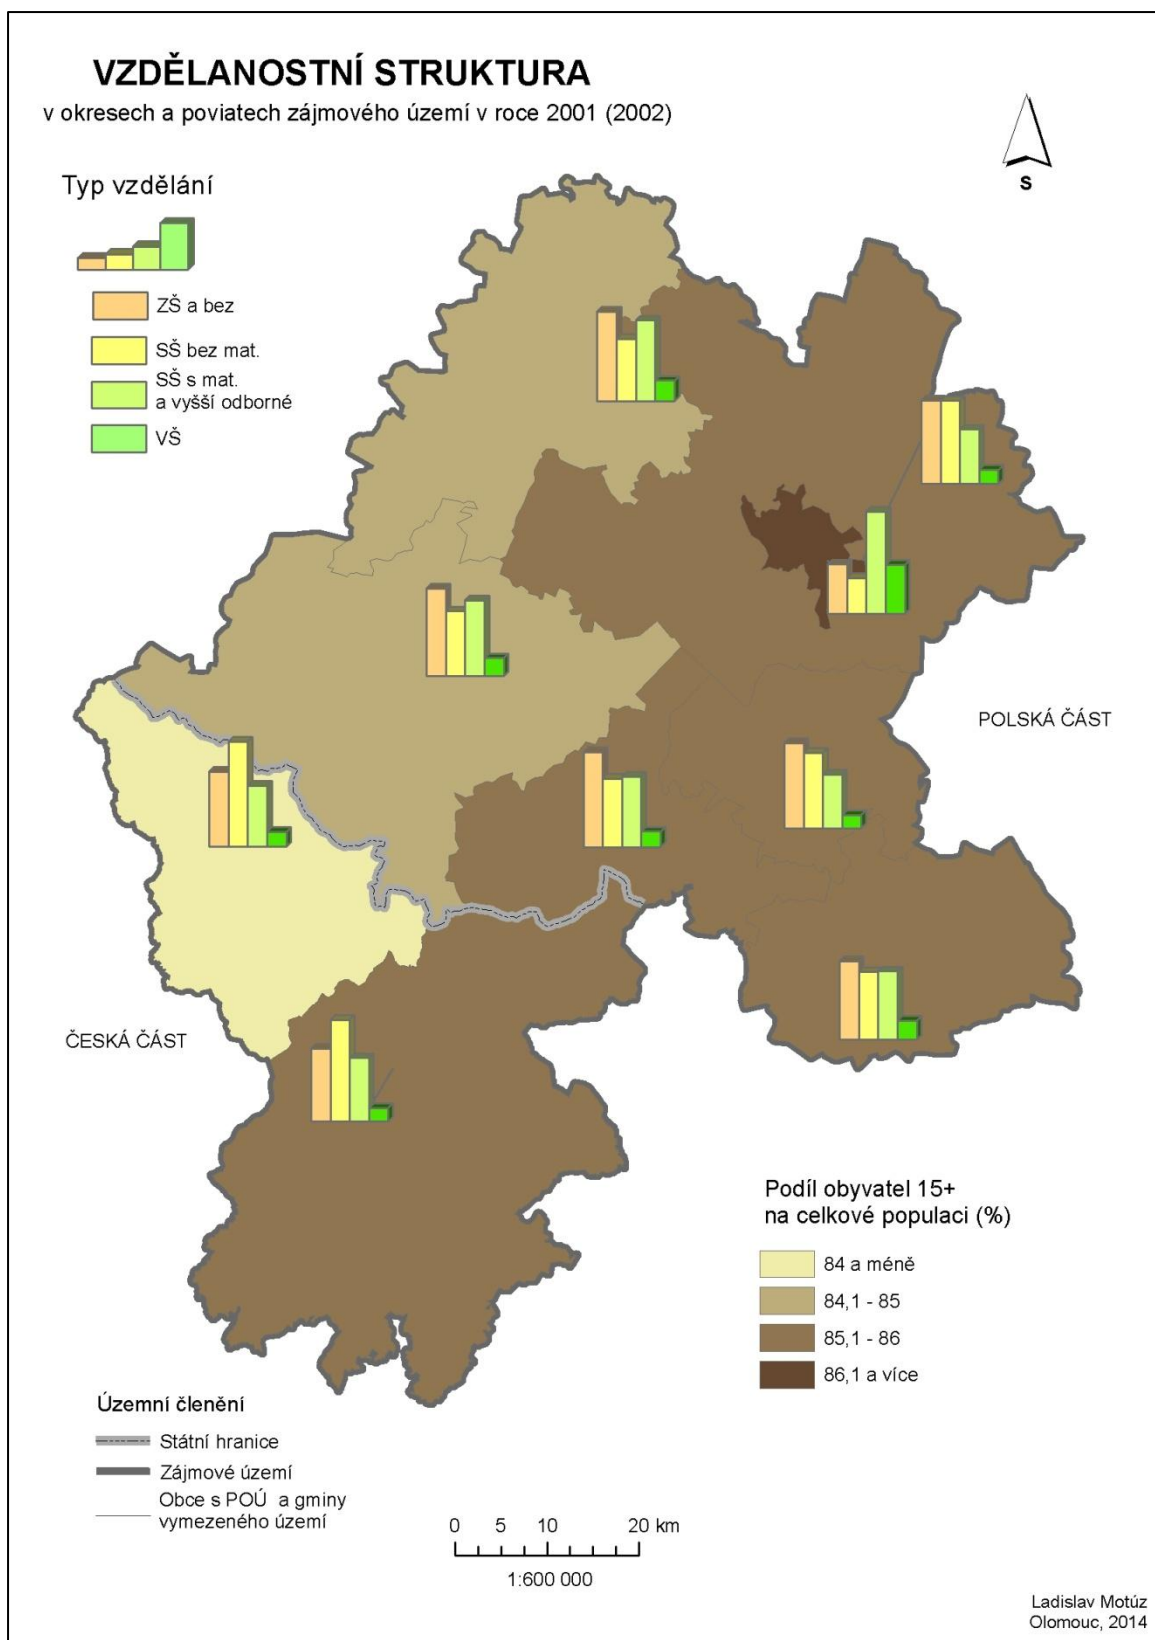 VZDĚLANOSTNÍ STRUKTURA
v okresech a poviatech zájmového území v roce 2001 (2002)
S
Typ vzdělání
ZŠ a bez
SŠ bez mat.
SŠ s mat.
a vyšší odborné
VŠ
POLSKÁ ČÁST
ČESKÁ ČÁST
Podíl obyvatel 15+
na celkové populaci (%)
84 a méně
84,1 - 85
85,1 - 86
86,1 a více
Územní členění
Státní hranice
Zájmové území
Obce s POÚ a gminy
vymezeného území
0 5 10 20 km
1:600 000
Ladislav Motúz
Olomouc, 2014